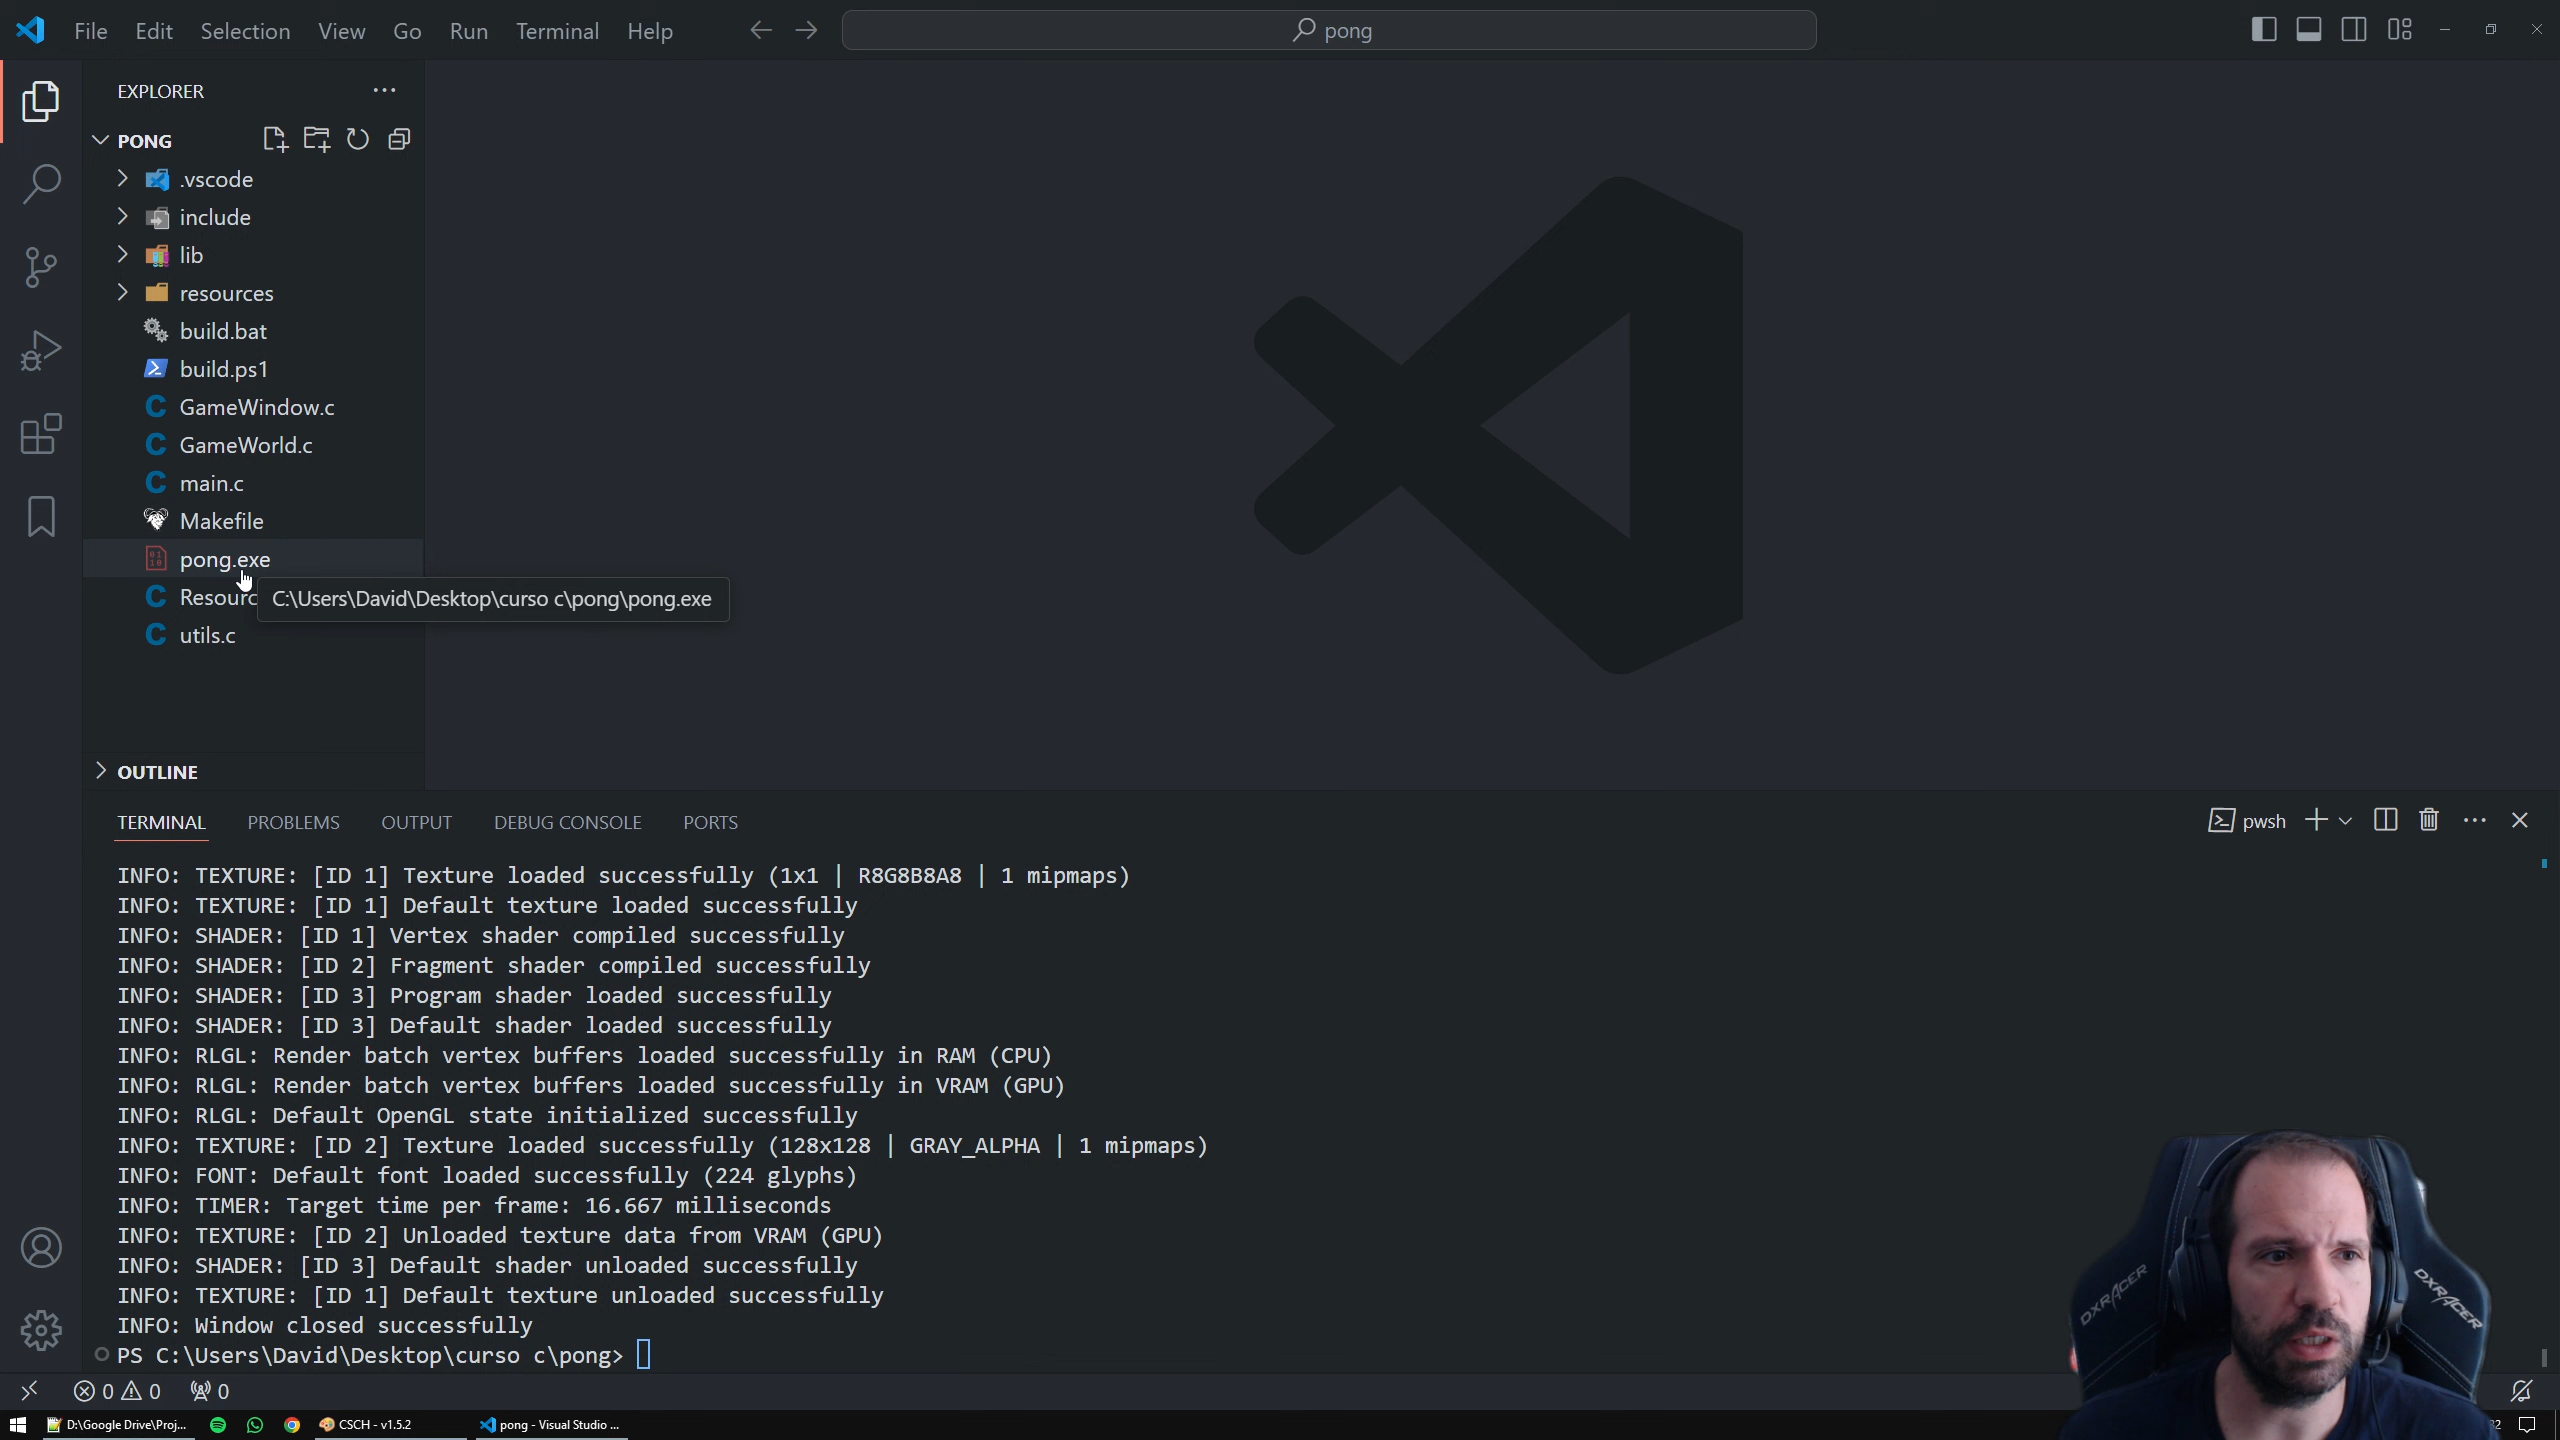 File Edit Selection View Go Run Terminal Help
pong
EXPLORER
PONG
.vscode
include
lib
resources
build.bat
build.ps1
GameWindow.c
GameWorld.c
main.c
Makefile
pong.exe
C:\Users\David\Desktop\curso c\pong\pong.exe
utils.c
OUTLINE
TERMINAL PROBLEMS OUTPUT DEBUG CONSOLE PORTS
pwsh
INFO: TEXTURE: [ID 1] Texture loaded successfully (1x1 | R8G8B8A8 | 1 mipmaps)
INFO: TEXTURE: [ID 1] Default texture loaded successfully
INFO: SHADER: [ID 1] Vertex shader compiled successfully
INFO: SHADER: [ID 2] Fragment shader compiled successfully
INFO: SHADER: [ID 3] Program shader loaded successfully
INFO: SHADER: [ID 3] Default shader loaded successfully
INFO: RLGL: Render batch vertex buffers loaded successfully in RAM (CPU)
INFO: RLGL: Render batch vertex buffers loaded successfully in VRAM (GPU)
INFO: RLGL: Default OpenGL state initialized successfully
INFO: TEXTURE: [ID 2] Texture loaded successfully (128x128 | GRAY_ALPHA | 1 mipmaps)
INFO: FONT: Default font loaded successfully (224 glyphs)
INFO: TIMER: Target time per frame: 16.667 milliseconds
INFO: TEXTURE: [ID 2] Unloaded texture data from VRAM (GPU)
INFO: SHADER: [ID 3] Default shader unloaded successfully
INFO: TEXTURE: [ID 1] Default texture unloaded successfully
INFO: Window closed successfully
PS C:\Users\David\Desktop\curso c\pong>
DXRACER
DXRACER
0 0 0
D:\Google Drive\Proj...
CSCH - v1.5.2
pong - Visual Studio ...